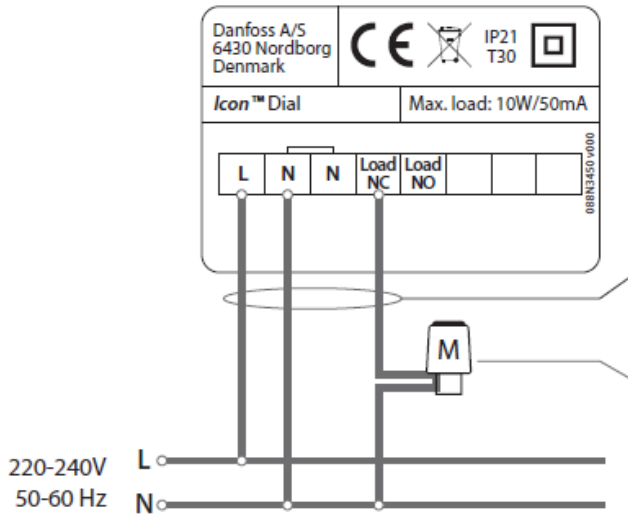 Danfoss A/S
6430 Nordborg
Denmark
CE
IP21
T30
Icon™ Dial
Max. load: 10W/50mA
L N N Load NC Load NO
088N3450 v000
M
220-240V L
50-60 Hz N